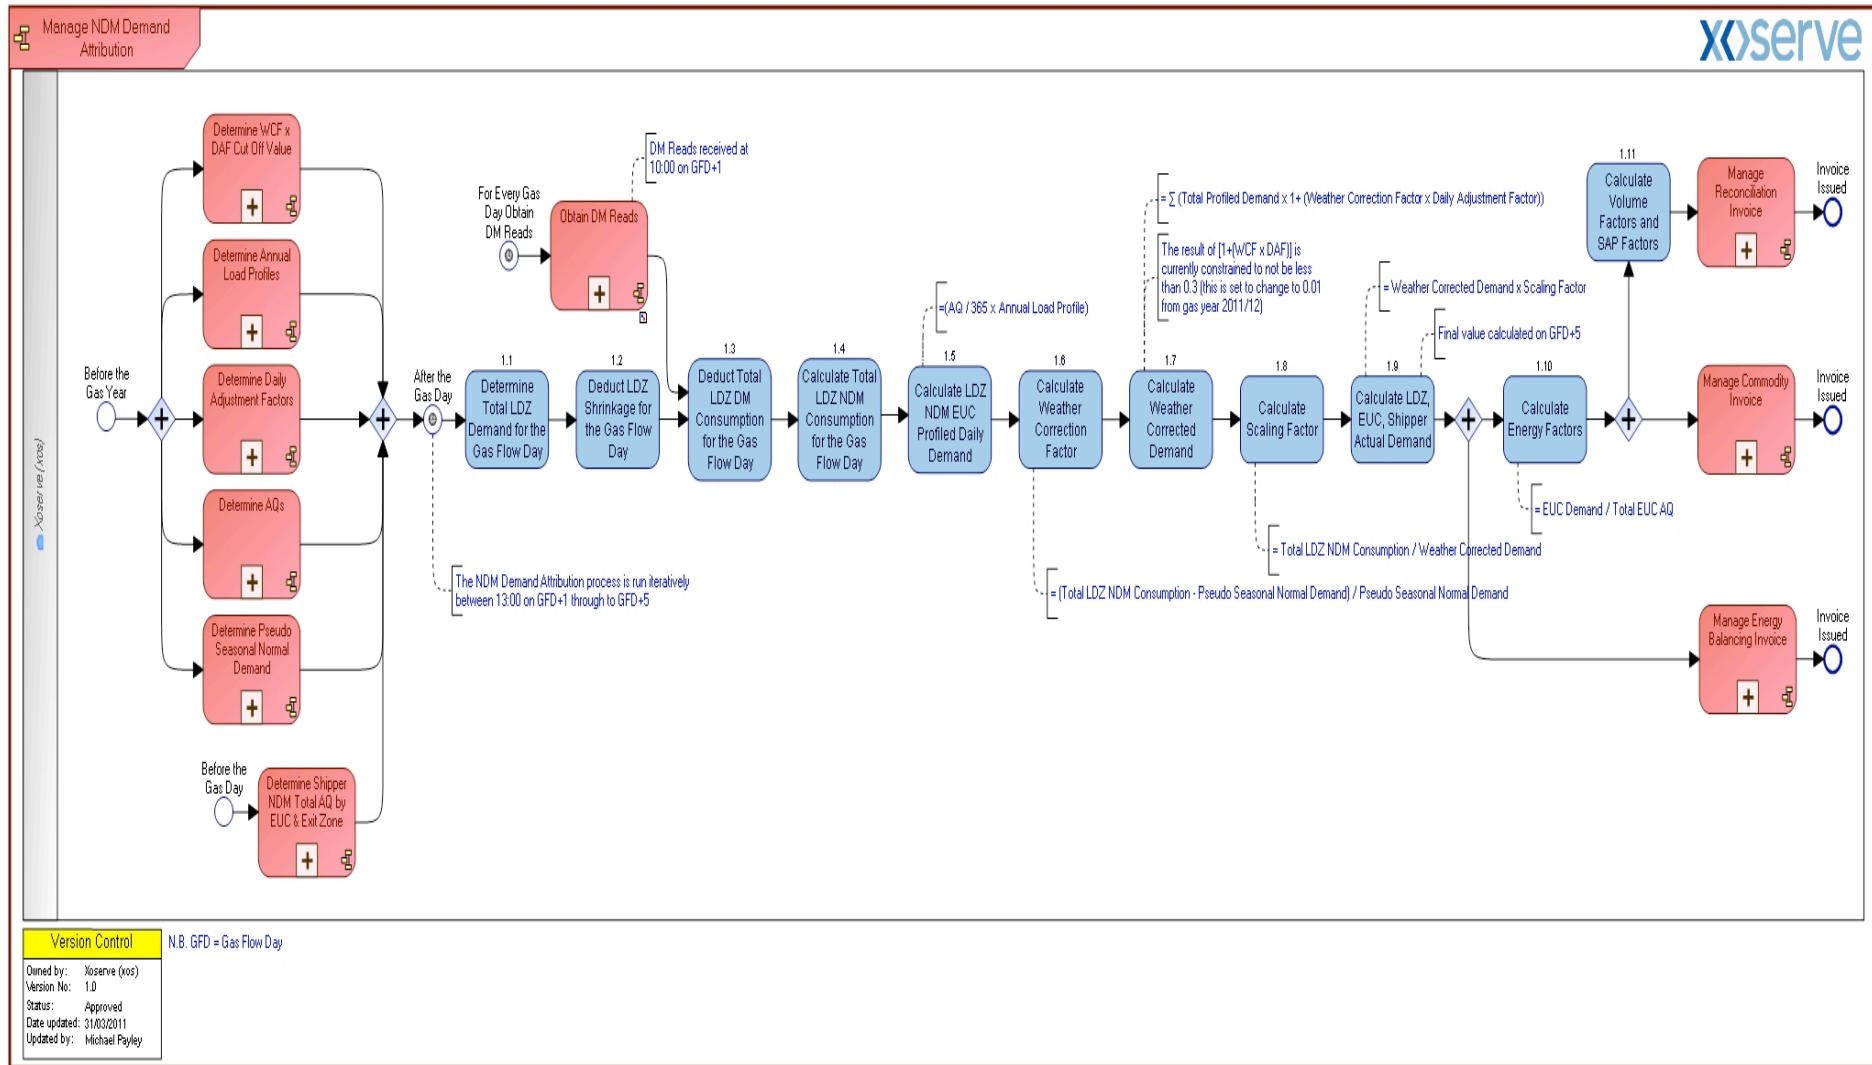 Manage NDM Demand
Attribution
xoserve
Xoserve (xos)
Before the
Gas Year
Determine WCF x
DAF Cut Off Value
Determine Annual
Load Profiles
Determine Daily
Adjustment Factors
Determine AQs
Determine Pseudo
Seasonal Normal
Demand
Before the
Gas Day
Determine Shipper
NDM Total AQ by
EUC & Exit Zone
After the
Gas Day
The NDM Demand Attribution process is run iteratively
between 13:00 on GFD+1 through to GFD+5
For Every Gas
Day Obtain
DM Reads
Obtain DM Reads
DM Reads received at
10:00 on GFD+1
1.1
Determine
Total LDZ
Demand for the
Gas Flow Day
1.2
Deduct LDZ
Shrinkage for
the Gas Flow
Day
1.3
Deduct Total
LDZ DM
Consumption
for the Gas
Flow Day
1.4
Calculate Total
LDZ NDM
Consumption
for the Gas
Flow Day
=(AQ / 365 x Annual Load Profile)
1.5
Calculate LDZ
NDM EUC
Profiled Daily
Demand
1.6
Calculate
Weather
Correction
Factor
= (Total LDZ NDM Consumption - Pseudo Seasonal Normal Demand) / Pseudo Seasonal Normal Demand
= ∑ (Total Profiled Demand x 1+ (Weather Correction Factor x Daily Adjustment Factor))
The result of [1+(WCF x DAF)] is
currently constrained to not be less
than 0.3 (this is set to change to 0.01
from gas year 2011/12)
1.7
Calculate
Weather
Corrected
Demand
1.8
Calculate
Scaling Factor
= Total LDZ NDM Consumption / Weather Corrected Demand
= Weather Corrected Demand x Scaling Factor
Final value calculated on GFD+5
1.9
Calculate LDZ,
EUC, Shipper
Actual Demand
1.10
Calculate
Energy Factors
= EUC Demand / Total EUC AQ
1.11
Calculate
Volume
Factors and
SAP Factors
Manage
Reconciliation
Invoice
Invoice
Issued
Manage Commodity
Invoice
Invoice
Issued
Manage Energy
Balancing Invoice
Invoice
Issued
Version Control
N.B. GFD = Gas Flow Day
Owned by: Xoserve (xos)
Version No: 1.0
Status: Approved
Date updated: 31/03/2011
Updated by: Michael Payley